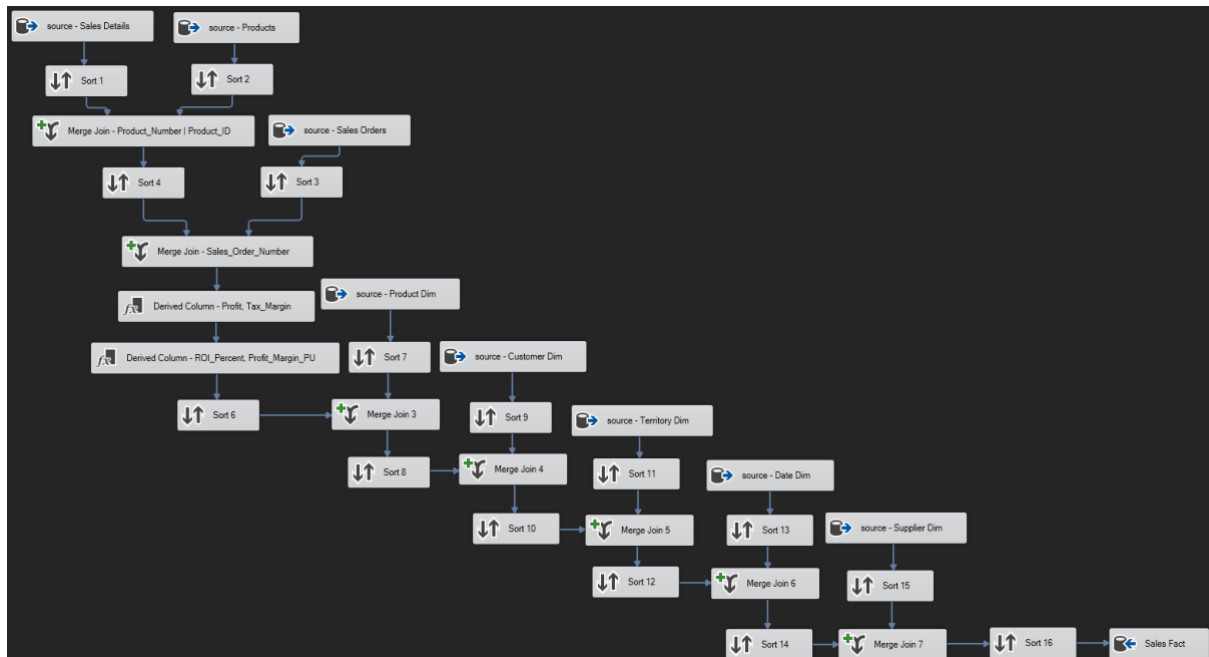 source - Sales Details
source - Products
Sort 1
Sort 2
Merge Join - Product_Number | Product_ID
source - Sales Orders
Sort 4
Sort 3
Merge Join - Sales_Order_Number
Derived Column - Profit, Tax_Margin
source - Product Dim
Derived Column - ROI_Percent, Profit_Margin_PU
Sort 7
source - Customer Dim
Sort 6
Merge Join 3
Sort 9
source - Territory Dim
Sort 8
Merge Join 4
Sort 11
source - Date Dim
Sort 10
Merge Join 5
Sort 13
source - Supplier Dim
Sort 12
Merge Join 6
Sort 15
Sort 14
Merge Join 7
Sort 16
Sales Fact